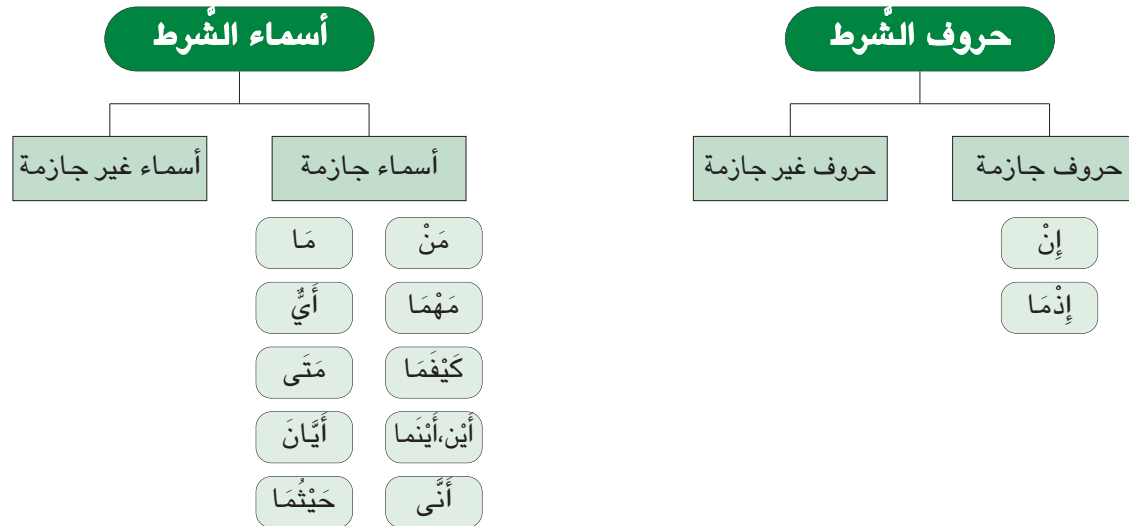 حروف الشَّرط
حروف جازمة
حروف غير جازمة
إِنْ
إِذْمَا
أسماء الشَّرط
أسماء جازمة
أسماء غير جازمة
مَنْ
مَا
مَهْمَا
أَيٌّ
كَيْفَمَا
مَتَى
أَيْن،أَيْنَما
أَيَّانَ
أَنَّى
حَيْثُمَا